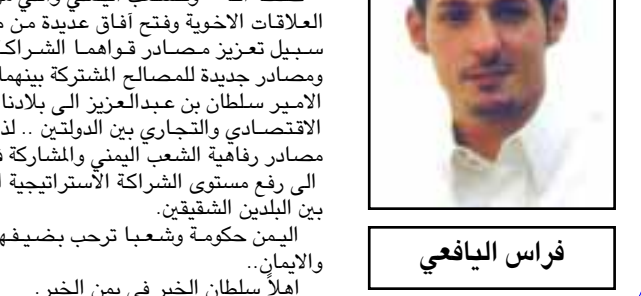 العلاقات الاخوية وفتح آفاق عديدة من
سبيل تعزيز مصادر قواهما الشراك
ومصادر جديدة للمصالح المشتركة بينهما
الامير سلطان بن عبدالعزيز الى بلادنا
الاقتصادي والتجاري بين الدولتين .. لذ
مصادر رفاهية الشعب اليمني والمشاركة
الى رفع مستوى الشراكة الاستراتيجية
بين البلدين الشقيقين.
اليمن حكومة وشعبا ترحب بضيفه
والايمان..
اهلاً سلطان الخير في يمن الخير.
فراس اليافعي